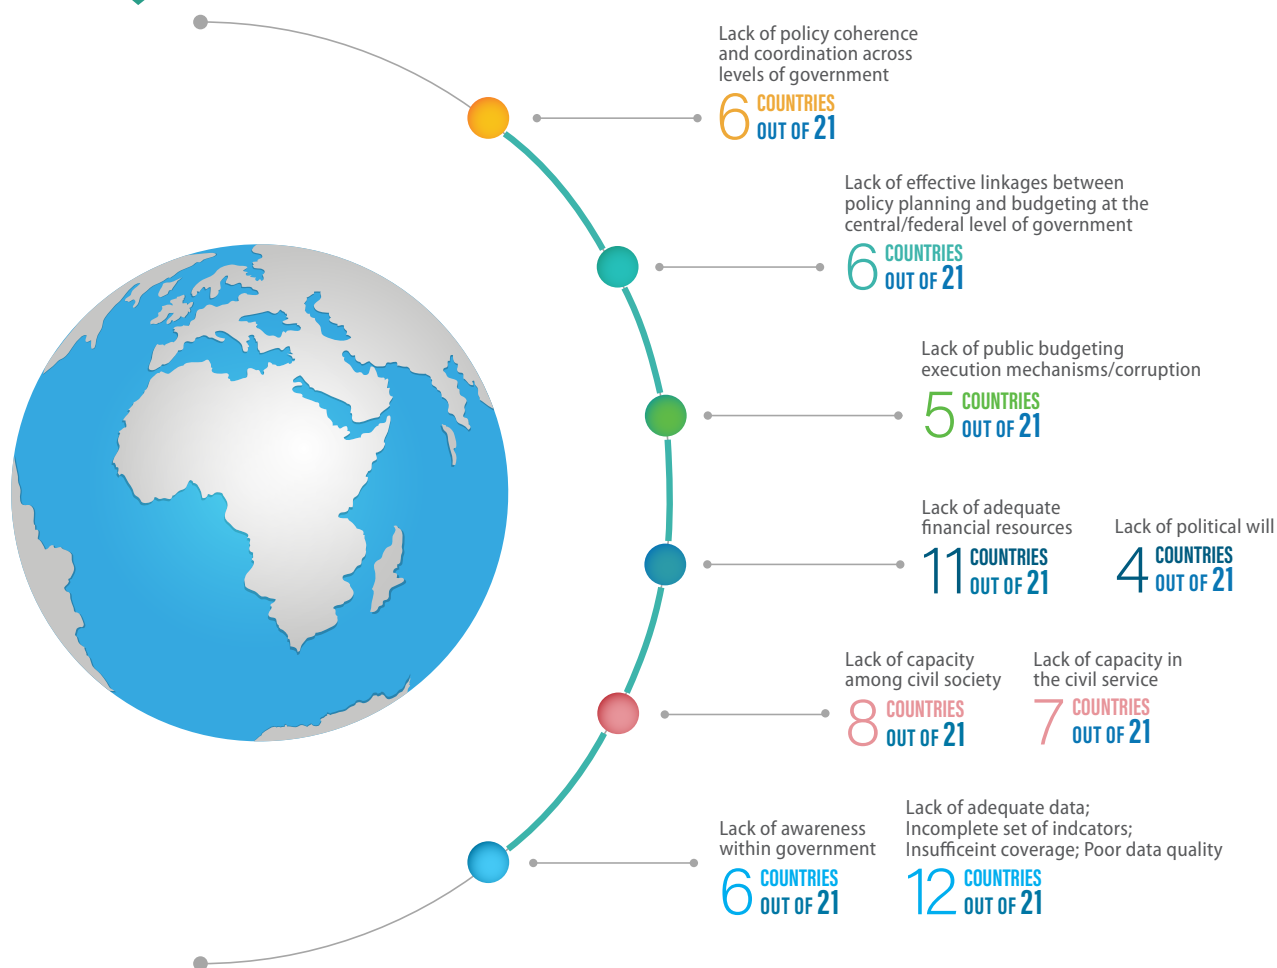 Lack of policy coherence
and coordination across
levels of government
6 COUNTRIES
OUT OF 21
Lack of effective linkages between
policy planning and budgeting at the
central/federal level of government
6 COUNTRIES
OUT OF 21
Lack of public budgeting
execution mechanisms/corruption
5 COUNTRIES
OUT OF 21
Lack of adequate
financial resources
11 COUNTRIES
OUT OF 21
Lack of political will
4 COUNTRIES
OUT OF 21
Lack of capacity
among civil society
8 COUNTRIES
OUT OF 21
Lack of capacity in
the civil service
7 COUNTRIES
OUT OF 21
Lack of awareness
within government
6 COUNTRIES
OUT OF 21
Lack of adequate data;
Incomplete set of indcators;
Insufficeint coverage; Poor data quality
12 COUNTRIES
OUT OF 21